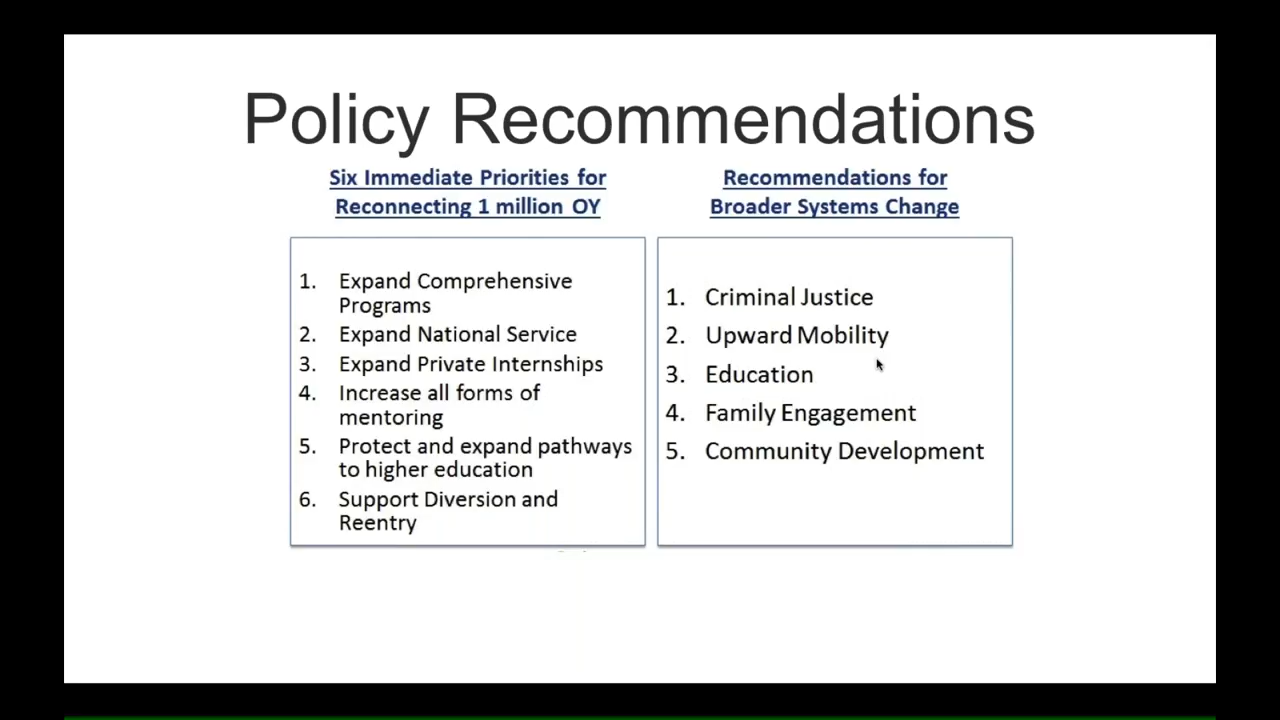 Policy Recommendations
Six Immediate Priorities for
Reconnecting 1 million OY
1. Expand Comprehensive
Programs
2. Expand National Service
3. Expand Private Internships
4. Increase all forms of
mentoring
5. Protect and expand pathways
to higher education
6. Support Diversion and
Reentry
Recommendations for
Broader Systems Change
1. Criminal Justice
2. Upward Mobility
3. Education
4. Family Engagement
5. Community Development